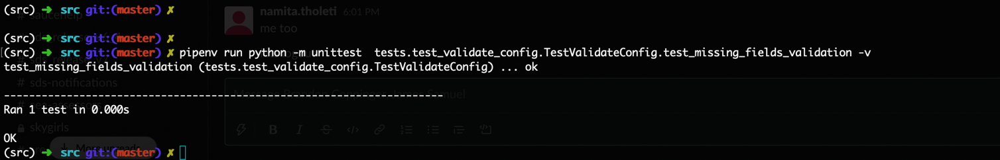 (src) ➜ src git:(master) ✗
namita.tholeti 6:01 PM
me too
(src) ➜ src git:(master) ✗
[(src) ➜ src git:(master) ✗ pipenv run python -m unittest  tests.test_validate_config.TestValidateConfig.test_missing_fields_validation -v
test_missing_fields_validation (tests.test_validate_config.TestValidateConfig) ... ok
# sds-notifications
----------------------------------------------------------------------
Ran 1 test in 0.000s
skygirls
OK
More unreads
(src) ➜ src git:(master) ✗